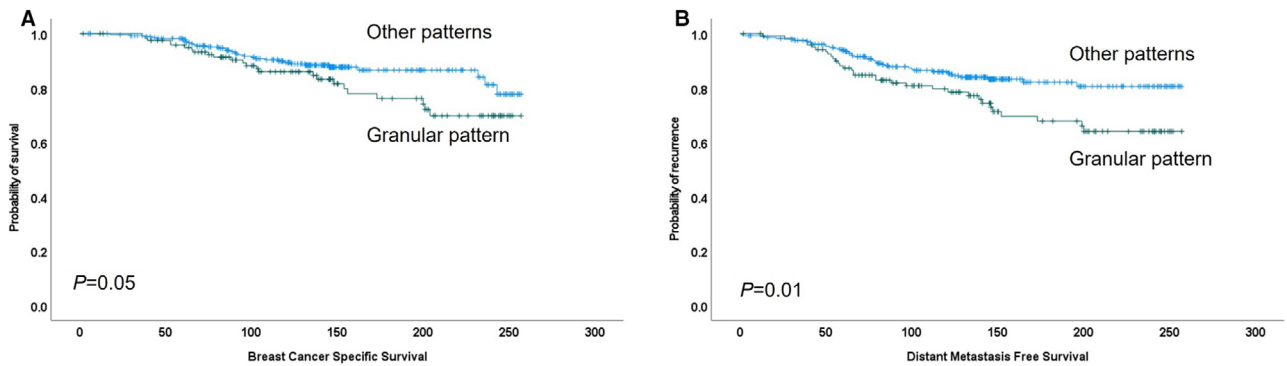 A
Probability of survival
1.0
0.8
0.6
0.4
0.2
0.0
Other patterns
Granular pattern
P=0.05
0 50 100 150 200 250 300
Breast Cancer Specific Survival
B
Probability of recurrence
1.0
0.8
0.6
0.4
0.2
0.0
Other patterns
Granular pattern
P=0.01
0 50 100 150 200 250 300
Distant Metastasis Free Survival